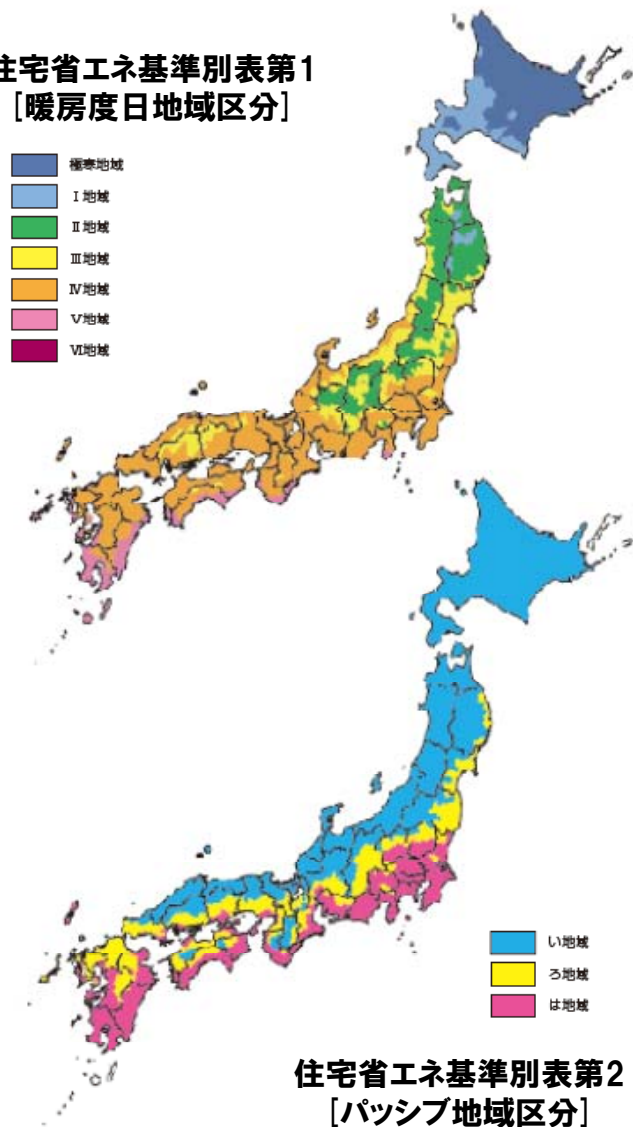 住宅省エネ基準別表第1
[暖房度日地域区分]
極寒地域
Ⅰ地域
Ⅱ地域
Ⅲ地域
Ⅳ地域
Ⅴ地域
Ⅵ地域
い地域
ろ地域
は地域
住宅省エネ基準別表第2
[パッシブ地域区分]